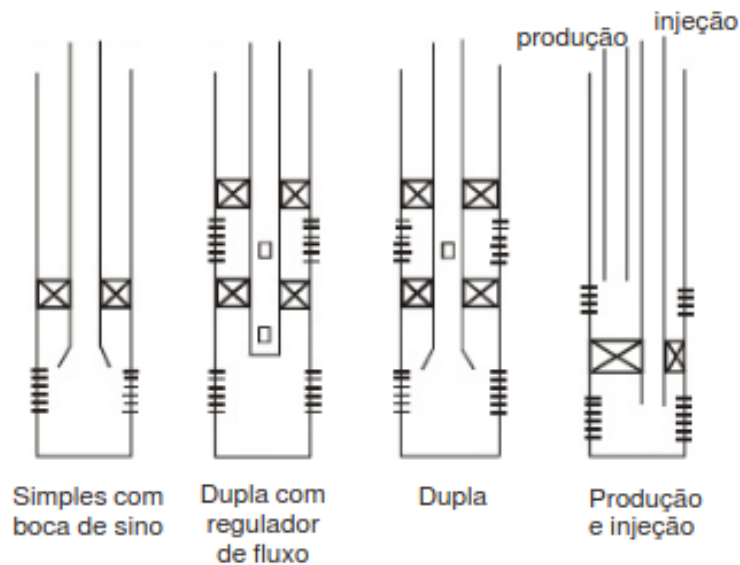 produção
injeção
Simples com
boca de sino
Dupla com
regulador
de fluxo
Dupla
Produção
e injeção